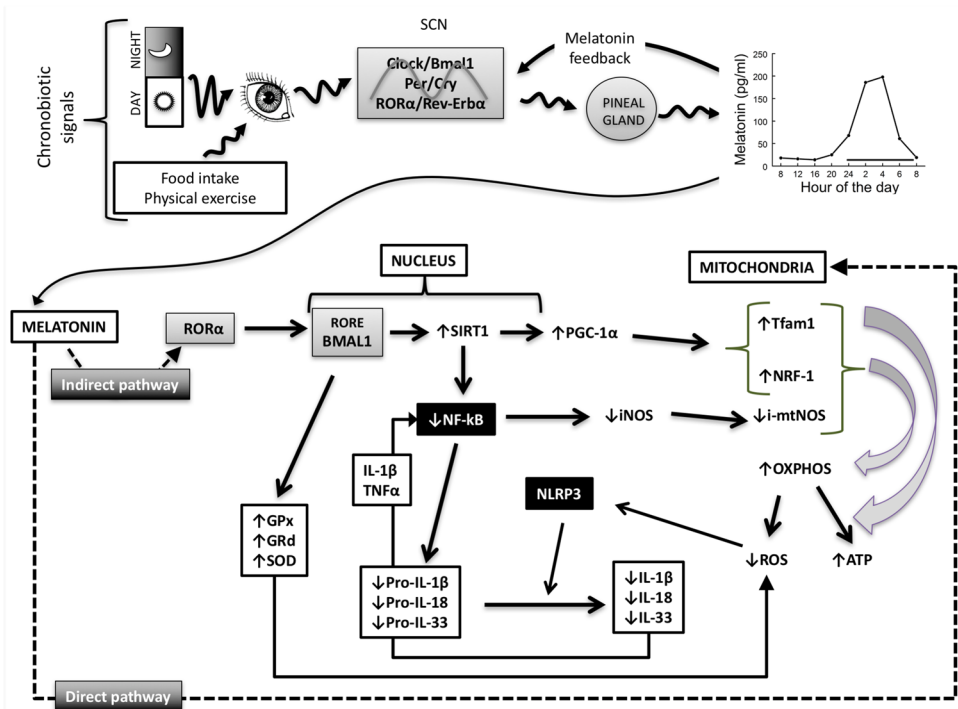 Chronobiotic
signals
NIGHT
DAY
Food intake
Physical exercise
SCN
Clock/Bmal1
Per/Cry
RORα/Rev-Erbα
Melatonin
feedback
PINEAL
GLAND
Melatonin (pg/ml)
250
200
150
100
50
0
8 12 16 20 24 2 4 6 8
Hour of the day
NUCLEUS
MITOCHONDRIA
MELATONIN
RORα
RORE
BMAL1
↑SIRT1
↑PGC-1α
↑Tfam1
↑NRF-1
Indirect pathway
↓NF-kB
↓iNOS
↓i-mtNOS
IL-1β
TNFα
NLRP3
↑OXPHOS
↑GPx
↑GRd
↑SOD
↓ROS
↑ATP
↓Pro-IL-1β
↓Pro-IL-18
↓Pro-IL-33
↓IL-1β
↓IL-18
↓IL-33
Direct pathway